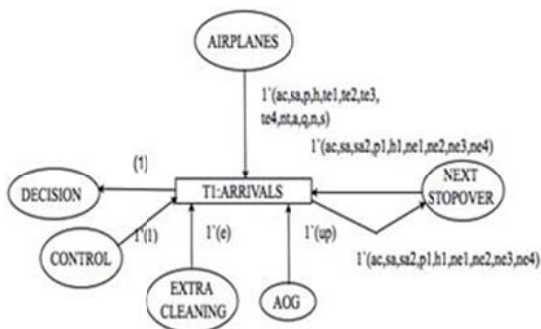 AIRPLANES
1`(ac,sa,p,h,te1,te2,te3,
te4,nt,a,q,n,s)
1`(ac,sa,sa2,p1,h1,ne1,ne2,ne3,ne4)
(1)
DECISION
T1:ARRIVALS
NEXT
STOPOVER
1`(1)
1`(e)
1`(up)
1`(ac,sa,sa2,p1,h1,ne1,ne2,ne3,ne4)
CONTROL
EXTRA
CLEANING
AOG